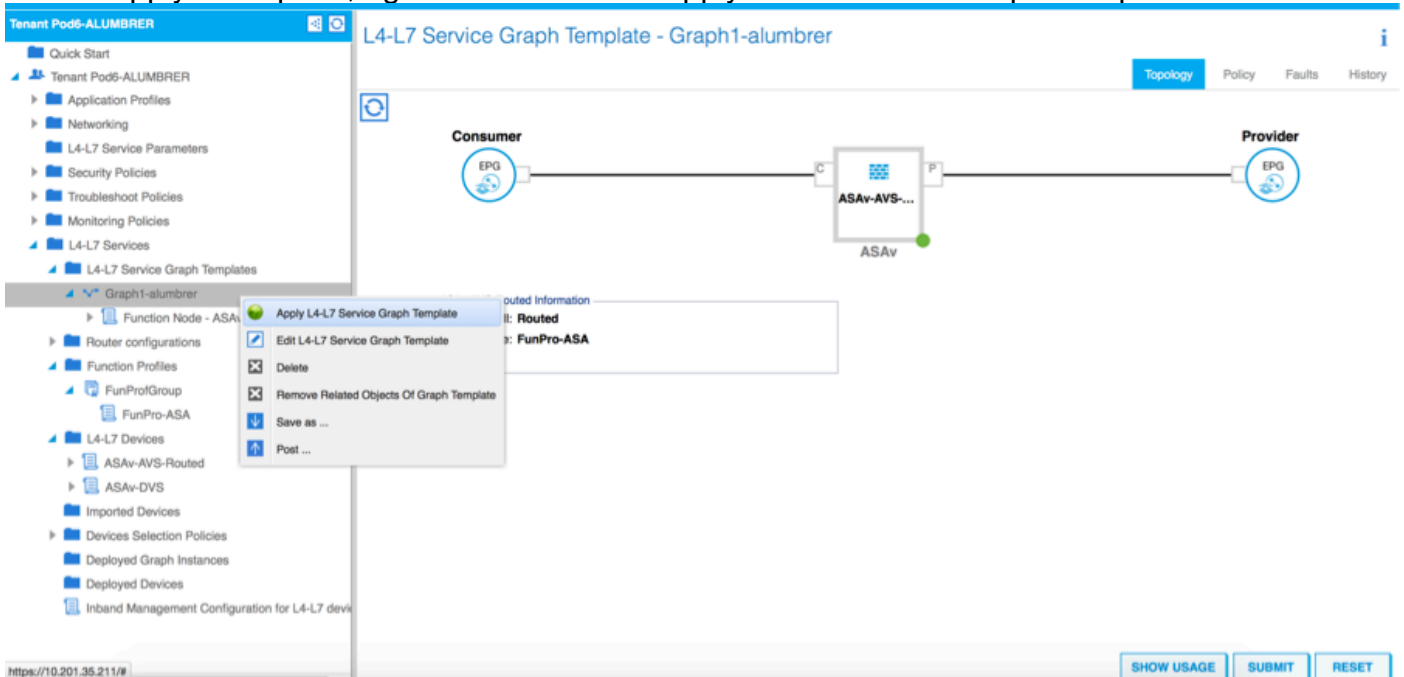 Tenant Pod6-ALUMBRER
Quick Start
Tenant Pod6-ALUMBRER
Application Profiles
Networking
L4-L7 Service Parameters
Security Policies
Troubleshoot Policies
Monitoring Policies
L4-L7 Services
L4-L7 Service Graph Templates
Graph1-alumbrer
Function Node - ASAv
Router configurations
Function Profiles
FunProfGroup
FunPro-ASA
L4-L7 Devices
ASAv-AVS-Routed
ASAv-DVS
Imported Devices
Devices Selection Policies
Deployed Graph Instances
Deployed Devices
Inband Management Configuration for L4-L7 devi
https://10.201.35.211/#
Apply L4-L7 Service Graph Template
Edit L4-L7 Service Graph Template
Delete
Remove Related Objects Of Graph Template
Save as ...
Post ...
L4-L7 Service Graph Template - Graph1-alumbrer
i
Topology Policy Faults History
Consumer
EPG
C
P
ASAv-AVS-...
ASAv
Provider
EPG
outed Information
ll: Routed
e: FunPro-ASA
SHOW USAGE SUBMIT RESET